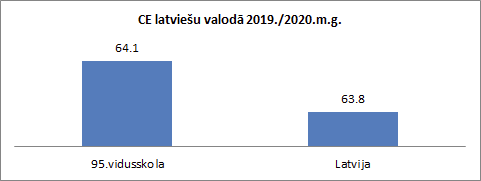 CE latviešu valodā 2019./2020.m.g.
64.1
63.8
95.vidusskola
Latvija